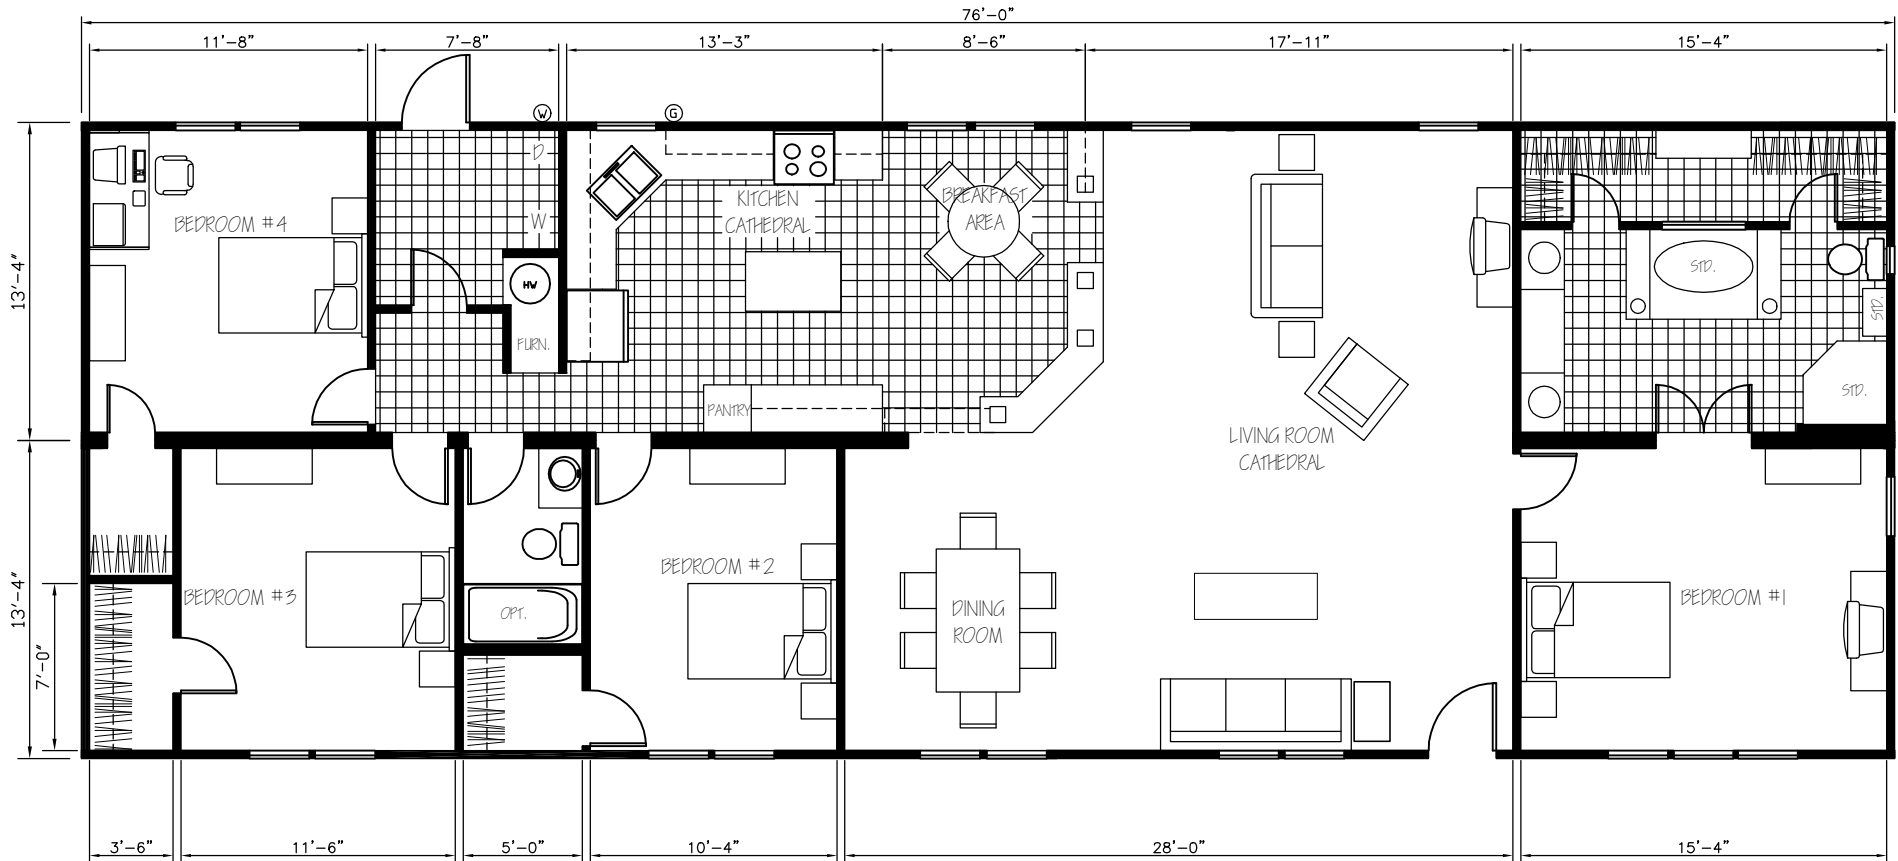 76'-0"
11'-8"
7'-8"
13'-3"
8'-6"
17'-11"
15'-4"
W
G
D
W
BEDROOM #4
KITCHEN
CATHEDRAL
BREAKFAST
AREA
13'-4"
HW
FURN.
STD.
STD.
STD.
PANTRY
LIVING ROOM
CATHEDRAL
13'-4"
7'-0"
BEDROOM #3
OPT.
BEDROOM #2
DINING
ROOM
BEDROOM #1
3'-6"
11'-6"
5'-0"
10'-4"
28'-0"
15'-4"